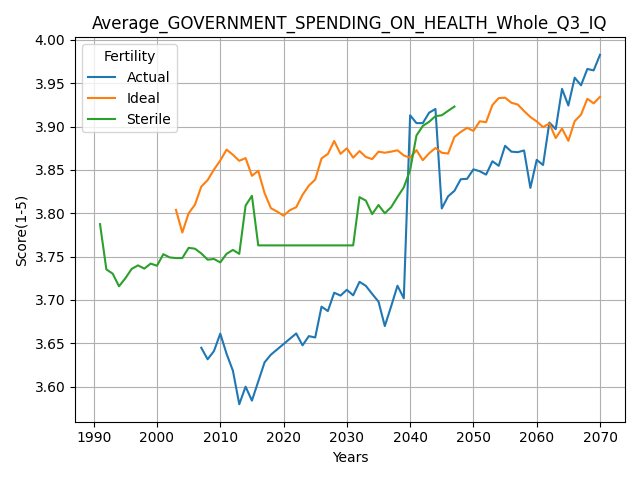 Average_GOVERNMENT_SPENDING_ON_HEALTH_Whole_Q3_IQ
Fertility
Actual
Ideal
Sterile
Score(1-5)
4.00
3.95
3.90
3.85
3.80
3.75
3.70
3.65
3.60
1990 2000 2010 2020 2030 2040 2050 2060 2070
Years